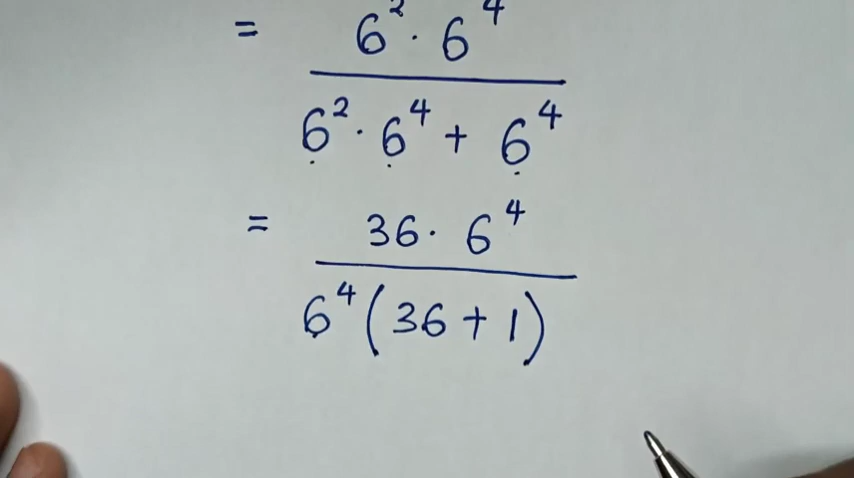 = 6² · 6⁴
6² · 6⁴ + 6⁴
= 36 · 6⁴
6⁴ (36 + 1)